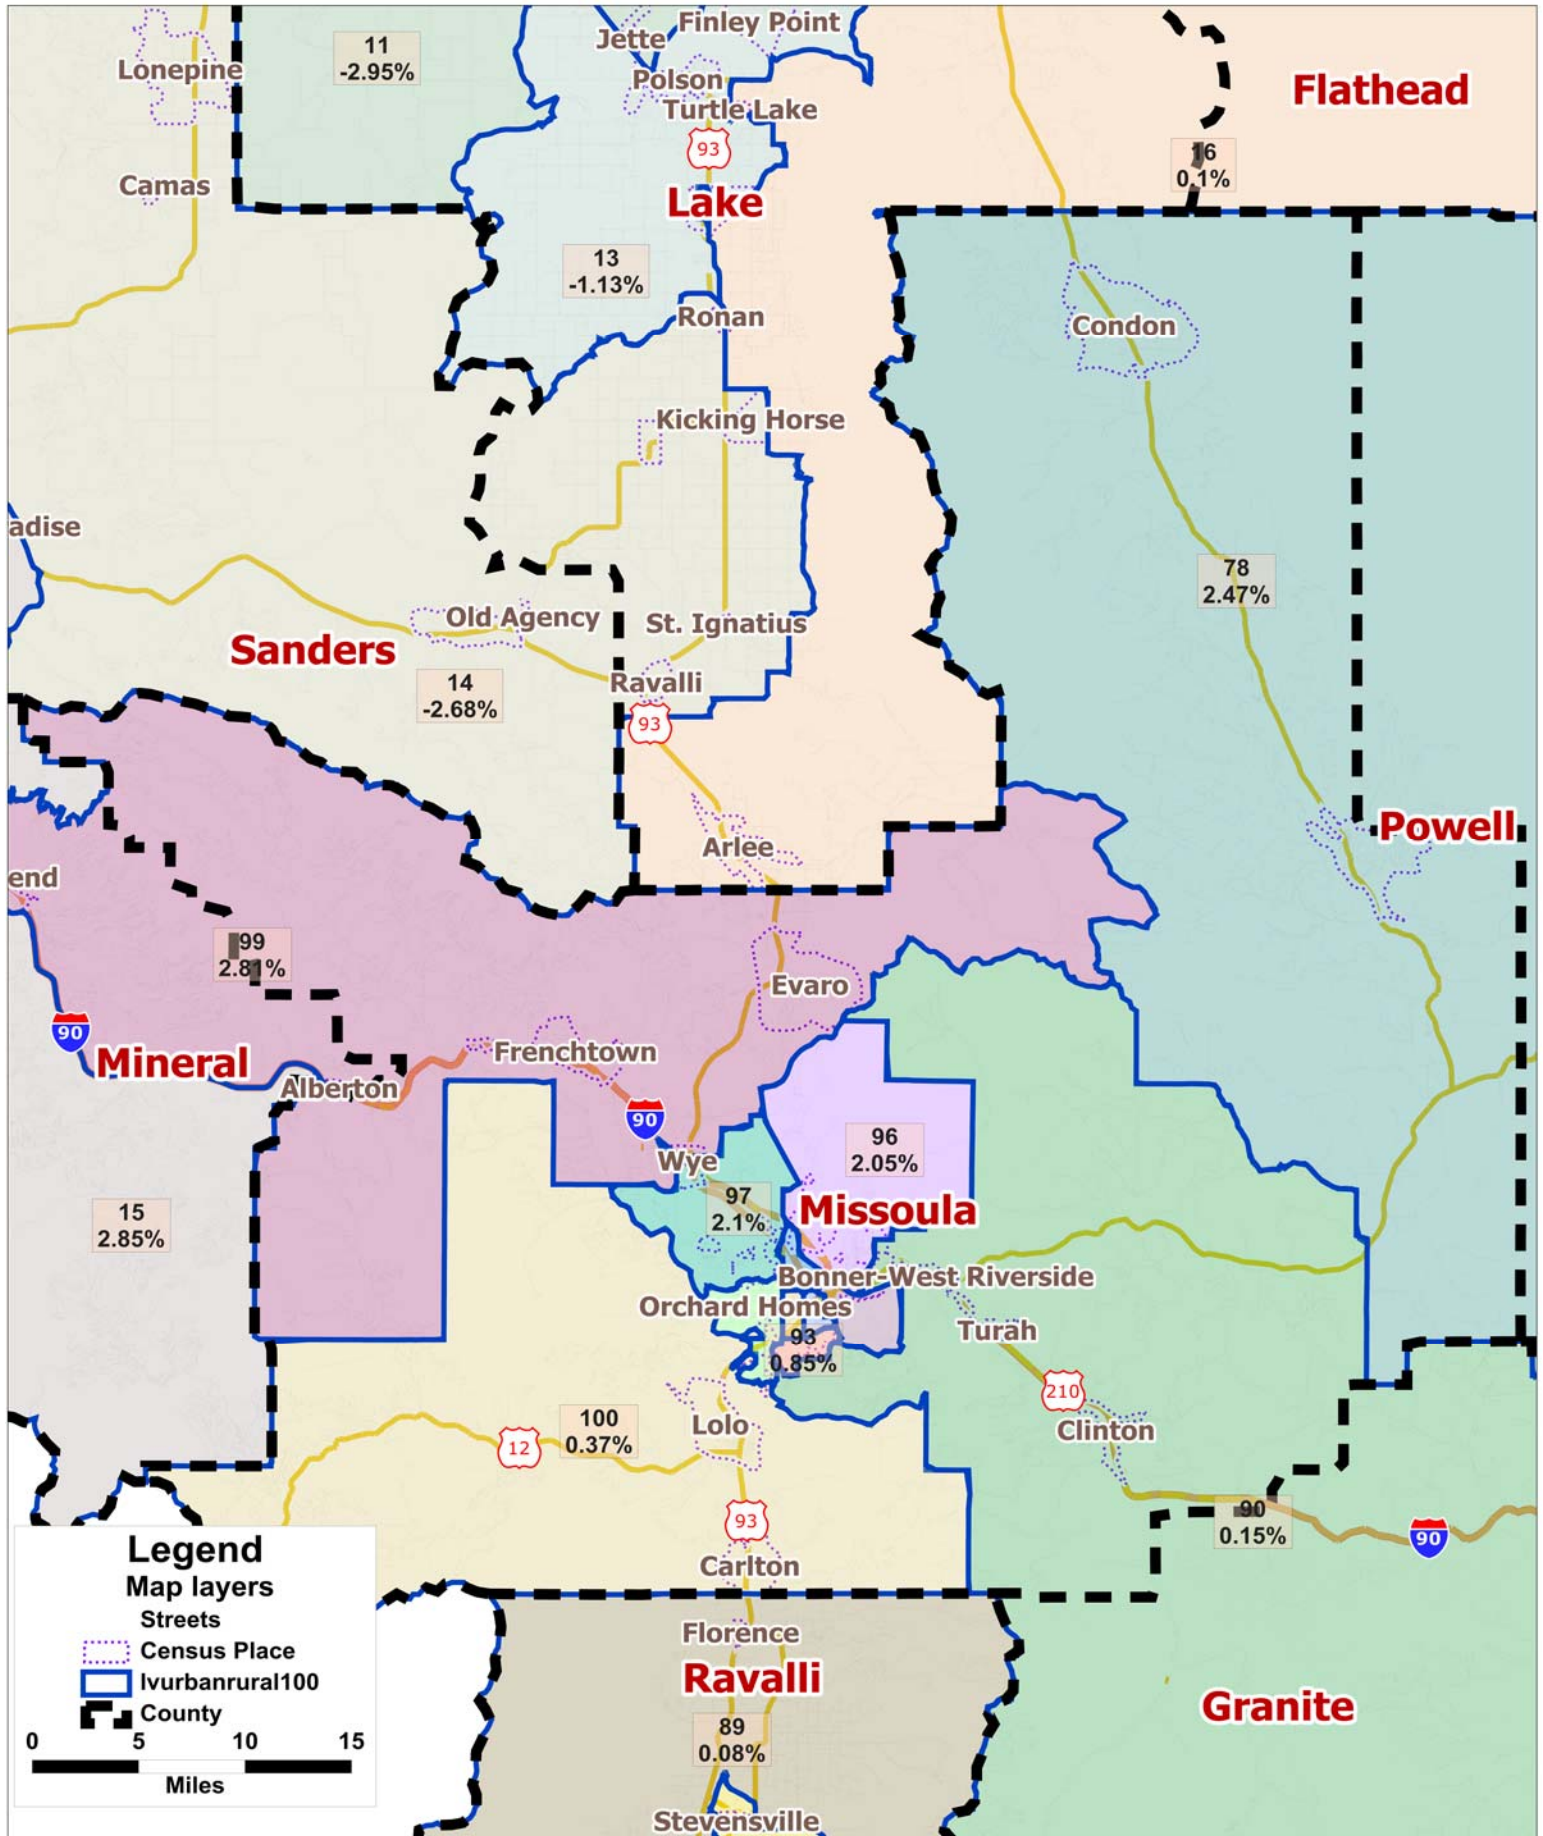 Finley Point
Jette
11
-2.95%
Lonepine
Polson
Flathead
Turtle Lake
93
16
0.1%
Camas
Lake
13
-1.13%
Ronan
Condon
Kicking Horse
adise
78
2.47%
Old Agency
St. Ignatius
Sanders
Ravalli
14
-2.68%
93
Powell
Arlee
end
99
2.81%
Evaro
90
Mineral
Frenchtown
Alberton
90
96
2.05%
Wye
97
2.1%
Missoula
15
2.85%
Bonner-West Riverside
Orchard Homes
Turah
93
0.85%
210
Lolo
100
0.37%
Clinton
12
93
90
0.15%
90
Carlton
Legend
Map layers
Streets
Census Place
lvurbanrural100
County
0 5 10 15
Miles
Florence
Ravalli
Granite
89
0.08%
Stevensville